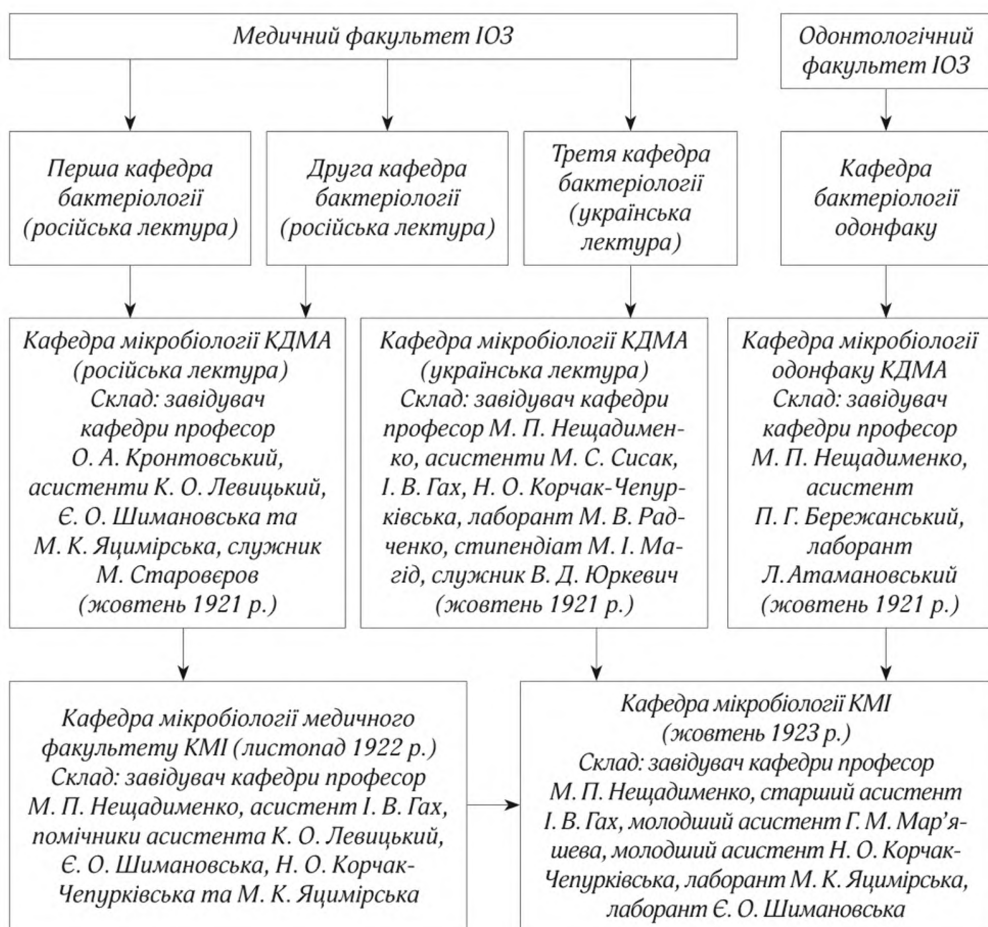 Медичний факультет ІОЗ
Одонтологічний
факультет ІОЗ
Перша кафедра
бактеріології
(російська лектура)
Друга кафедра
бактеріології
(російська лектура)
Третя кафедра
бактеріології
(українська
лектура)
Кафедра
бактеріології
одонфаку
Кафедра мікробіології КДМА
(російська лектура)
Склад: завідувач
кафедри професор
О. А. Кронтовський,
асистенти К. О. Левицький,
Є. О. Шимановська та
М. К. Яцимірська, служник
М. Старовєров
(жовтень 1921 р.)
Кафедра мікробіології КДМА
(українська лектура)
Склад: завідувач кафедри
професор М. П. Нещадимен-
ко, асистенти М. С. Сисак,
І. В. Гах, Н. О. Корчак-Чепур-
ківська, лаборант М. В. Рад-
ченко, стипендіат М. І. Ма-
гід, служник В. Д. Юркевич
(жовтень 1921 р.)
Кафедра мікробіології
одонфаку КДМА
Склад: завідувач
кафедри професор
М. П. Нещадименко,
асистент
П. Г. Бережанський,
лаборант
Л. Атамановський
(жовтень 1921 р.)
Кафедра мікробіології медичного
факультету КМІ (листопад 1922 р.)
Склад: завідувач кафедри професор
М. П. Нещадименко, асистент І. В. Гах,
помічники асистента К. О. Левицький,
Є. О. Шимановська, Н. О. Корчак-
Чепурківська та М. К. Яцимірська
Кафедра мікробіології КМІ
(жовтень 1923 р.)
Склад: завідувач кафедри професор
М. П. Нещадименко, старший асистент
І. В. Гах, молодший асистент Г. М. Мар’я-
шева, молодший асистент Н. О. Корчак-
Чепурківська, лаборант М. К. Яцимірська,
лаборант Є. О. Шимановська